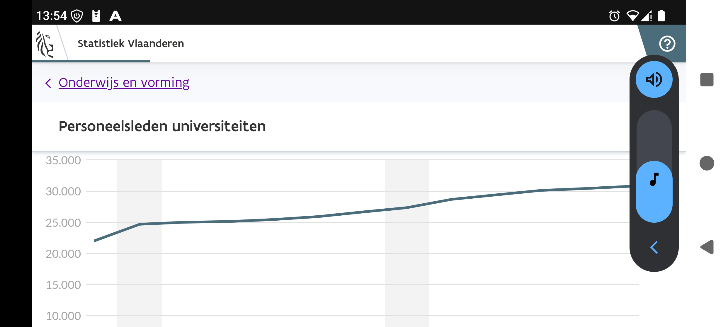 13:54
Statistiek Vlaanderen
Onderwijs en vorming
Personeelsleden universiteiten
35.000
30.000
25.000
20.000
15.000
10.000